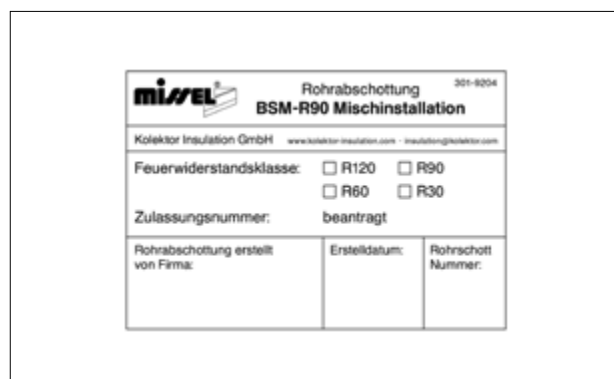 missel®
Rohrabschottung
301-9204
BSM-R90 Mischinstallation
Kolektor Insulation GmbH www.kolektor-insulation.com · insulation@kolektor.com
Feuerwiderstandsklasse: ☐ R120 ☐ R90
☐ R60 ☐ R30
Zulassungsnummer: beantragt
Rohrabschottung erstellt
von Firma:
Erstelldatum:
Rohrschott
Nummer: